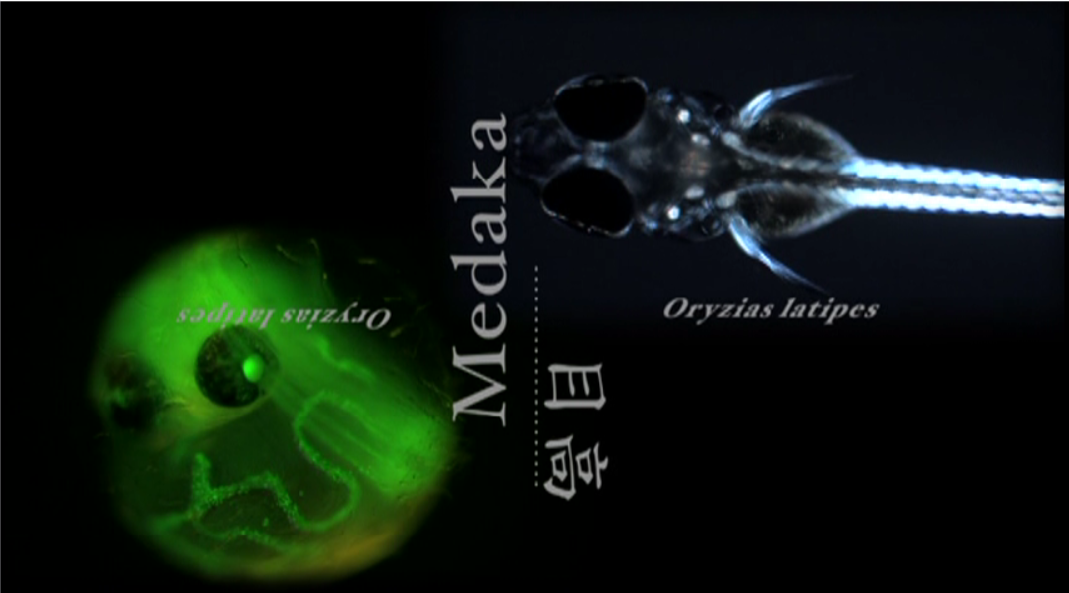 Medaka
目高
Oryzias latipes
Oryzias latipes